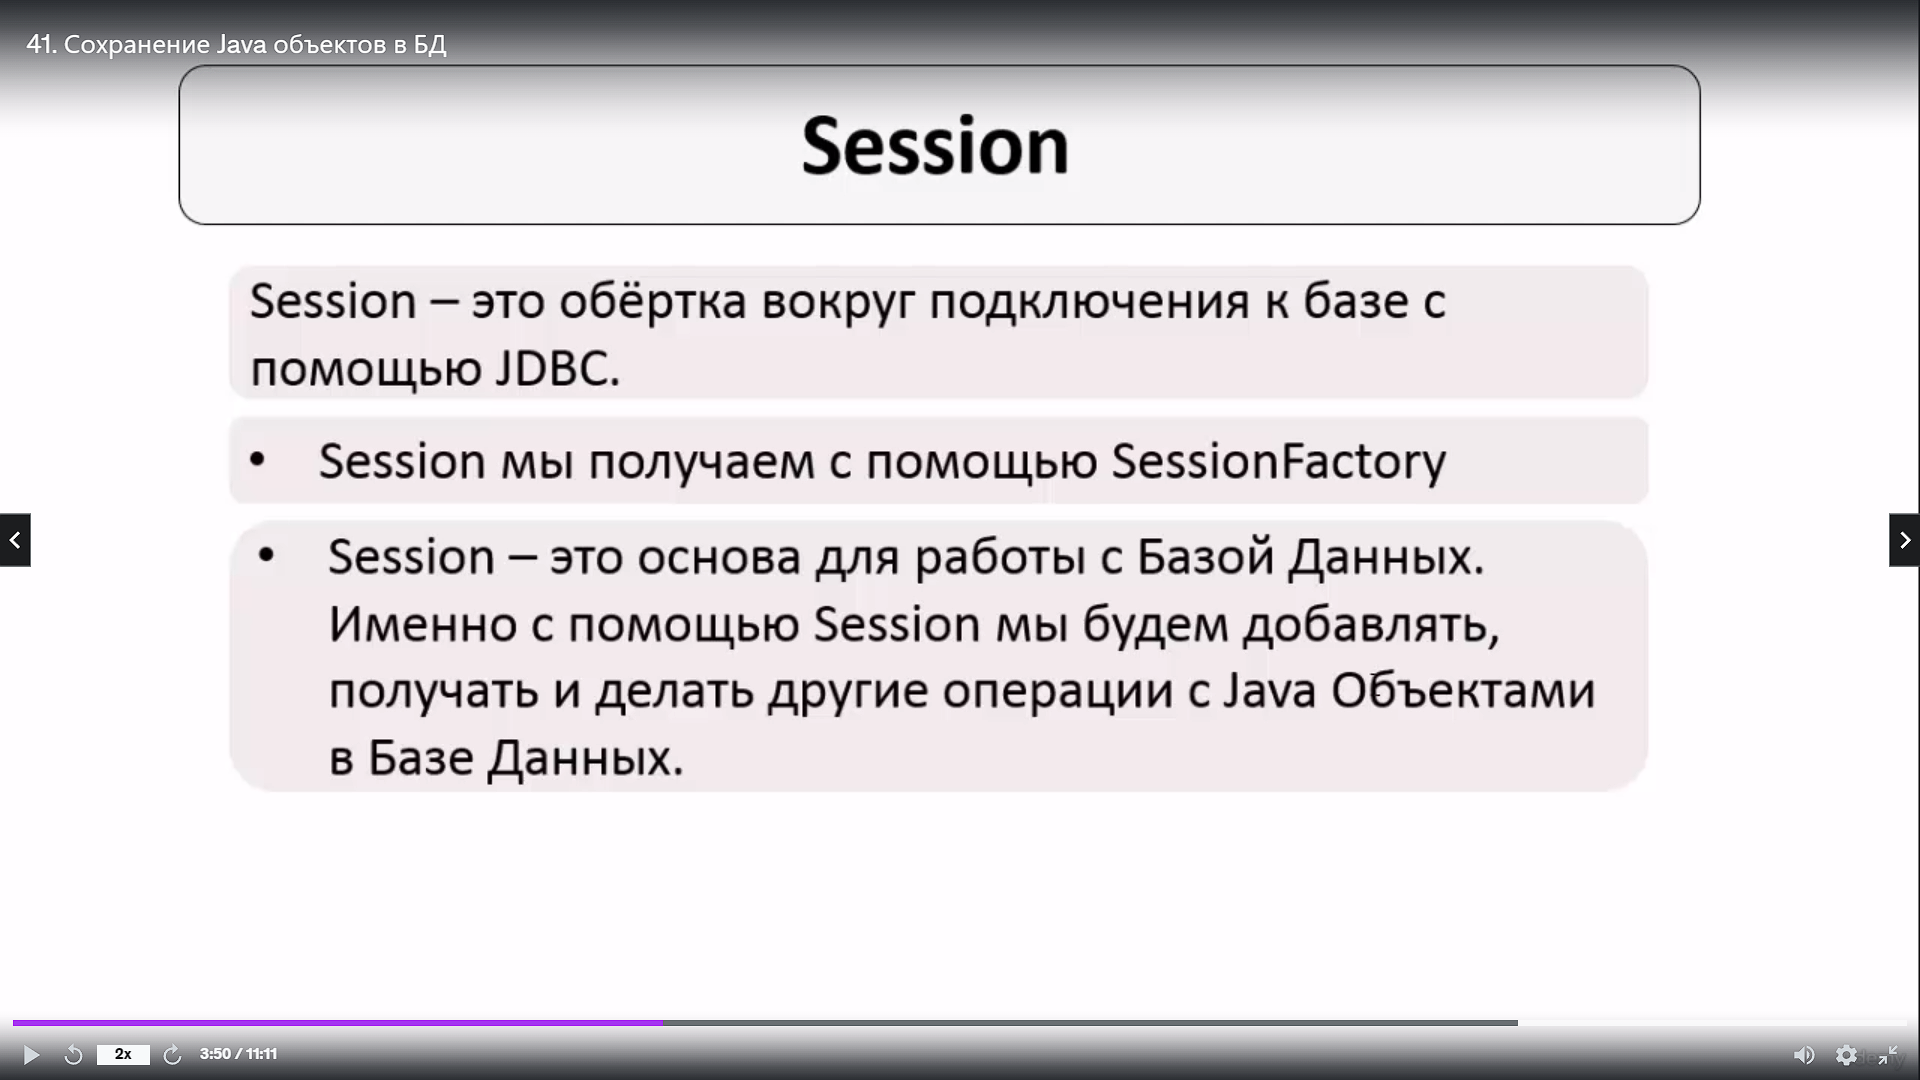 41. Сохранение Java объектов в БД
Session
Session – это обёртка вокруг подключения к базе с
помощью JDBC.
• Session мы получаем с помощью SessionFactory
• Session – это основа для работы с Базой Данных.
Именно с помощью Session мы будем добавлять,
получать и делать другие операции с Java Объектами
в Базе Данных.
2x
3:50 / 11:11